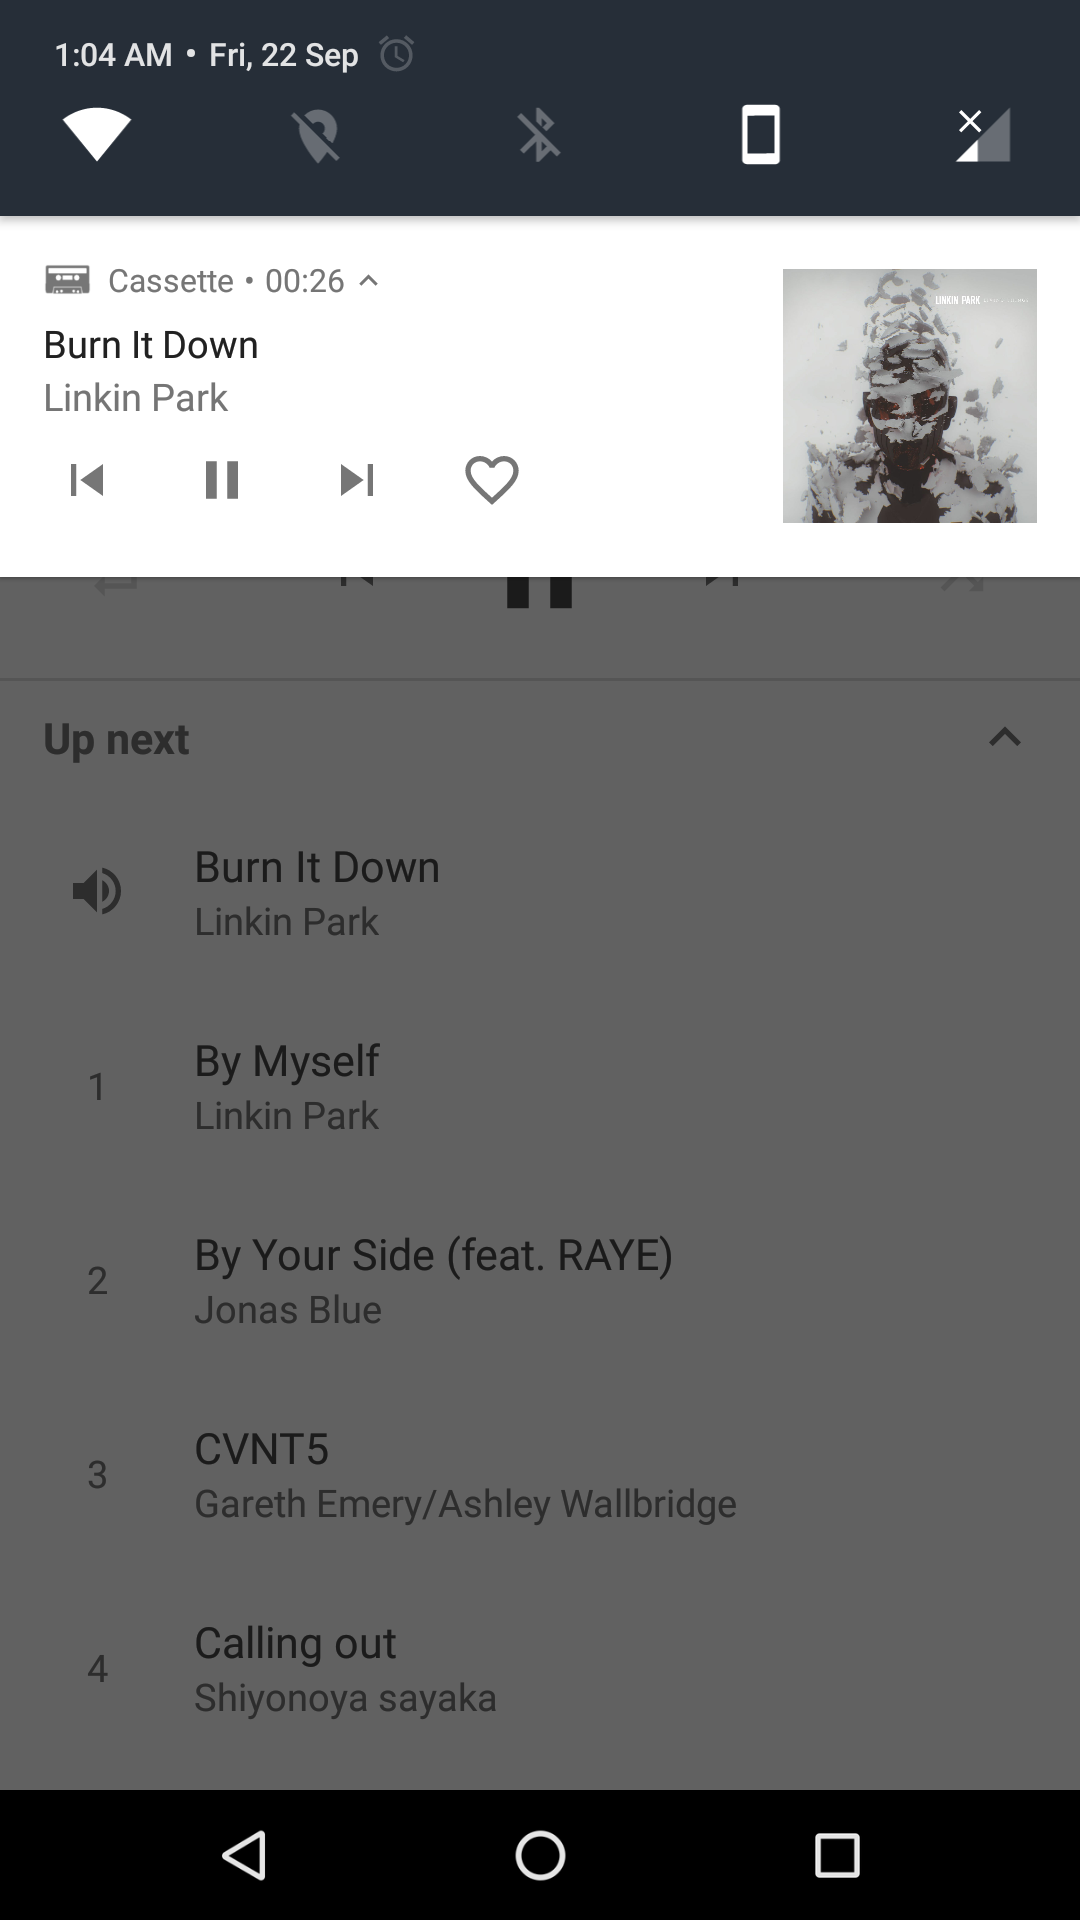 1:04 AM • Fri, 22 Sep
Cassette • 00:26
Burn It Down
Linkin Park
LINKIN PARK
Up next
Burn It Down
Linkin Park
1
By Myself
Linkin Park
2
By Your Side (feat. RAYE)
Jonas Blue
3
CVNT5
Gareth Emery/Ashley Wallbridge
4
Calling out
Shiyonoya sayaka